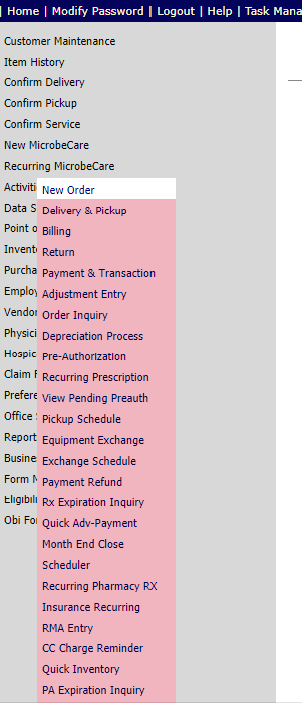 | Home | Modify Password | Logout | Help | Task Mana
Customer Maintenance
Item History
Confirm Delivery
Confirm Pickup
Confirm Service
New MicrobeCare
Recurring MicrobeCare
Activiti
New Order
Data S
Delivery & Pickup
Point o
Billing
Invent
Return
Purcha
Payment & Transaction
Employ
Adjustment Entry
Vendor
Order Inquiry
Physici
Depreciation Process
Hospic
Pre-Authorization
Claim F
Recurring Prescription
Prefere
View Pending Preauth
Office
Pickup Schedule
Report
Equipment Exchange
Busine
Exchange Schedule
Form M
Payment Refund
Eligibili
Rx Expiration Inquiry
Obi Fo
Quick Adv-Payment
Month End Close
Scheduler
Recurring Pharmacy RX
Insurance Recurring
RMA Entry
CC Charge Reminder
Quick Inventory
PA Expiration Inquiry